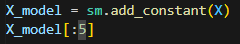 X_model = sm.add_constant(X)
X_model[:5]